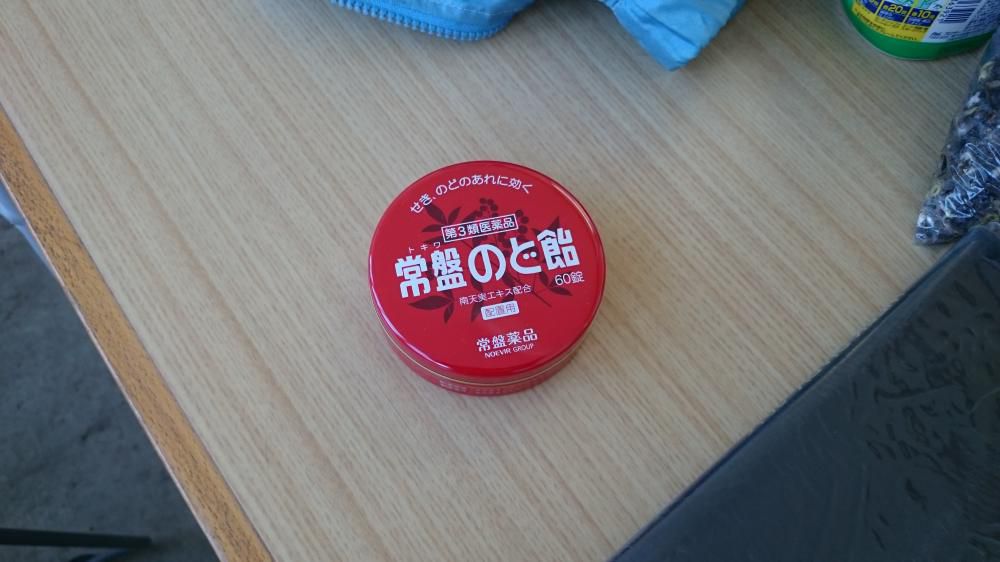 せき、のどのあれに効く
第3類医薬品
トキワ
常盤のど飴
60錠
南天実エキス配合
配置用
常盤薬品
NOEVIR GROUP